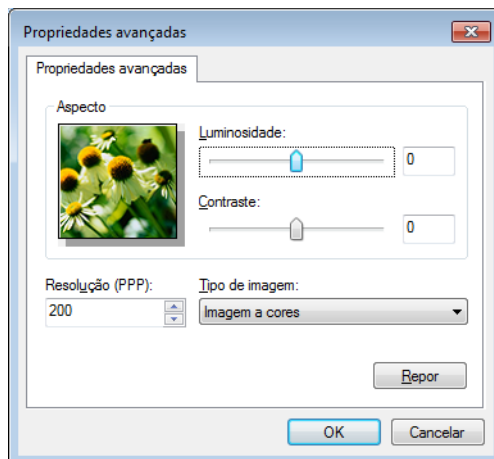 Propriedades avançadas
Propriedades avançadas
Aspecto
Luminosidade:
0
Contraste:
0
Resolução (PPP):
Tipo de imagem:
200
Imagem a cores
Repor
OK
Cancelar